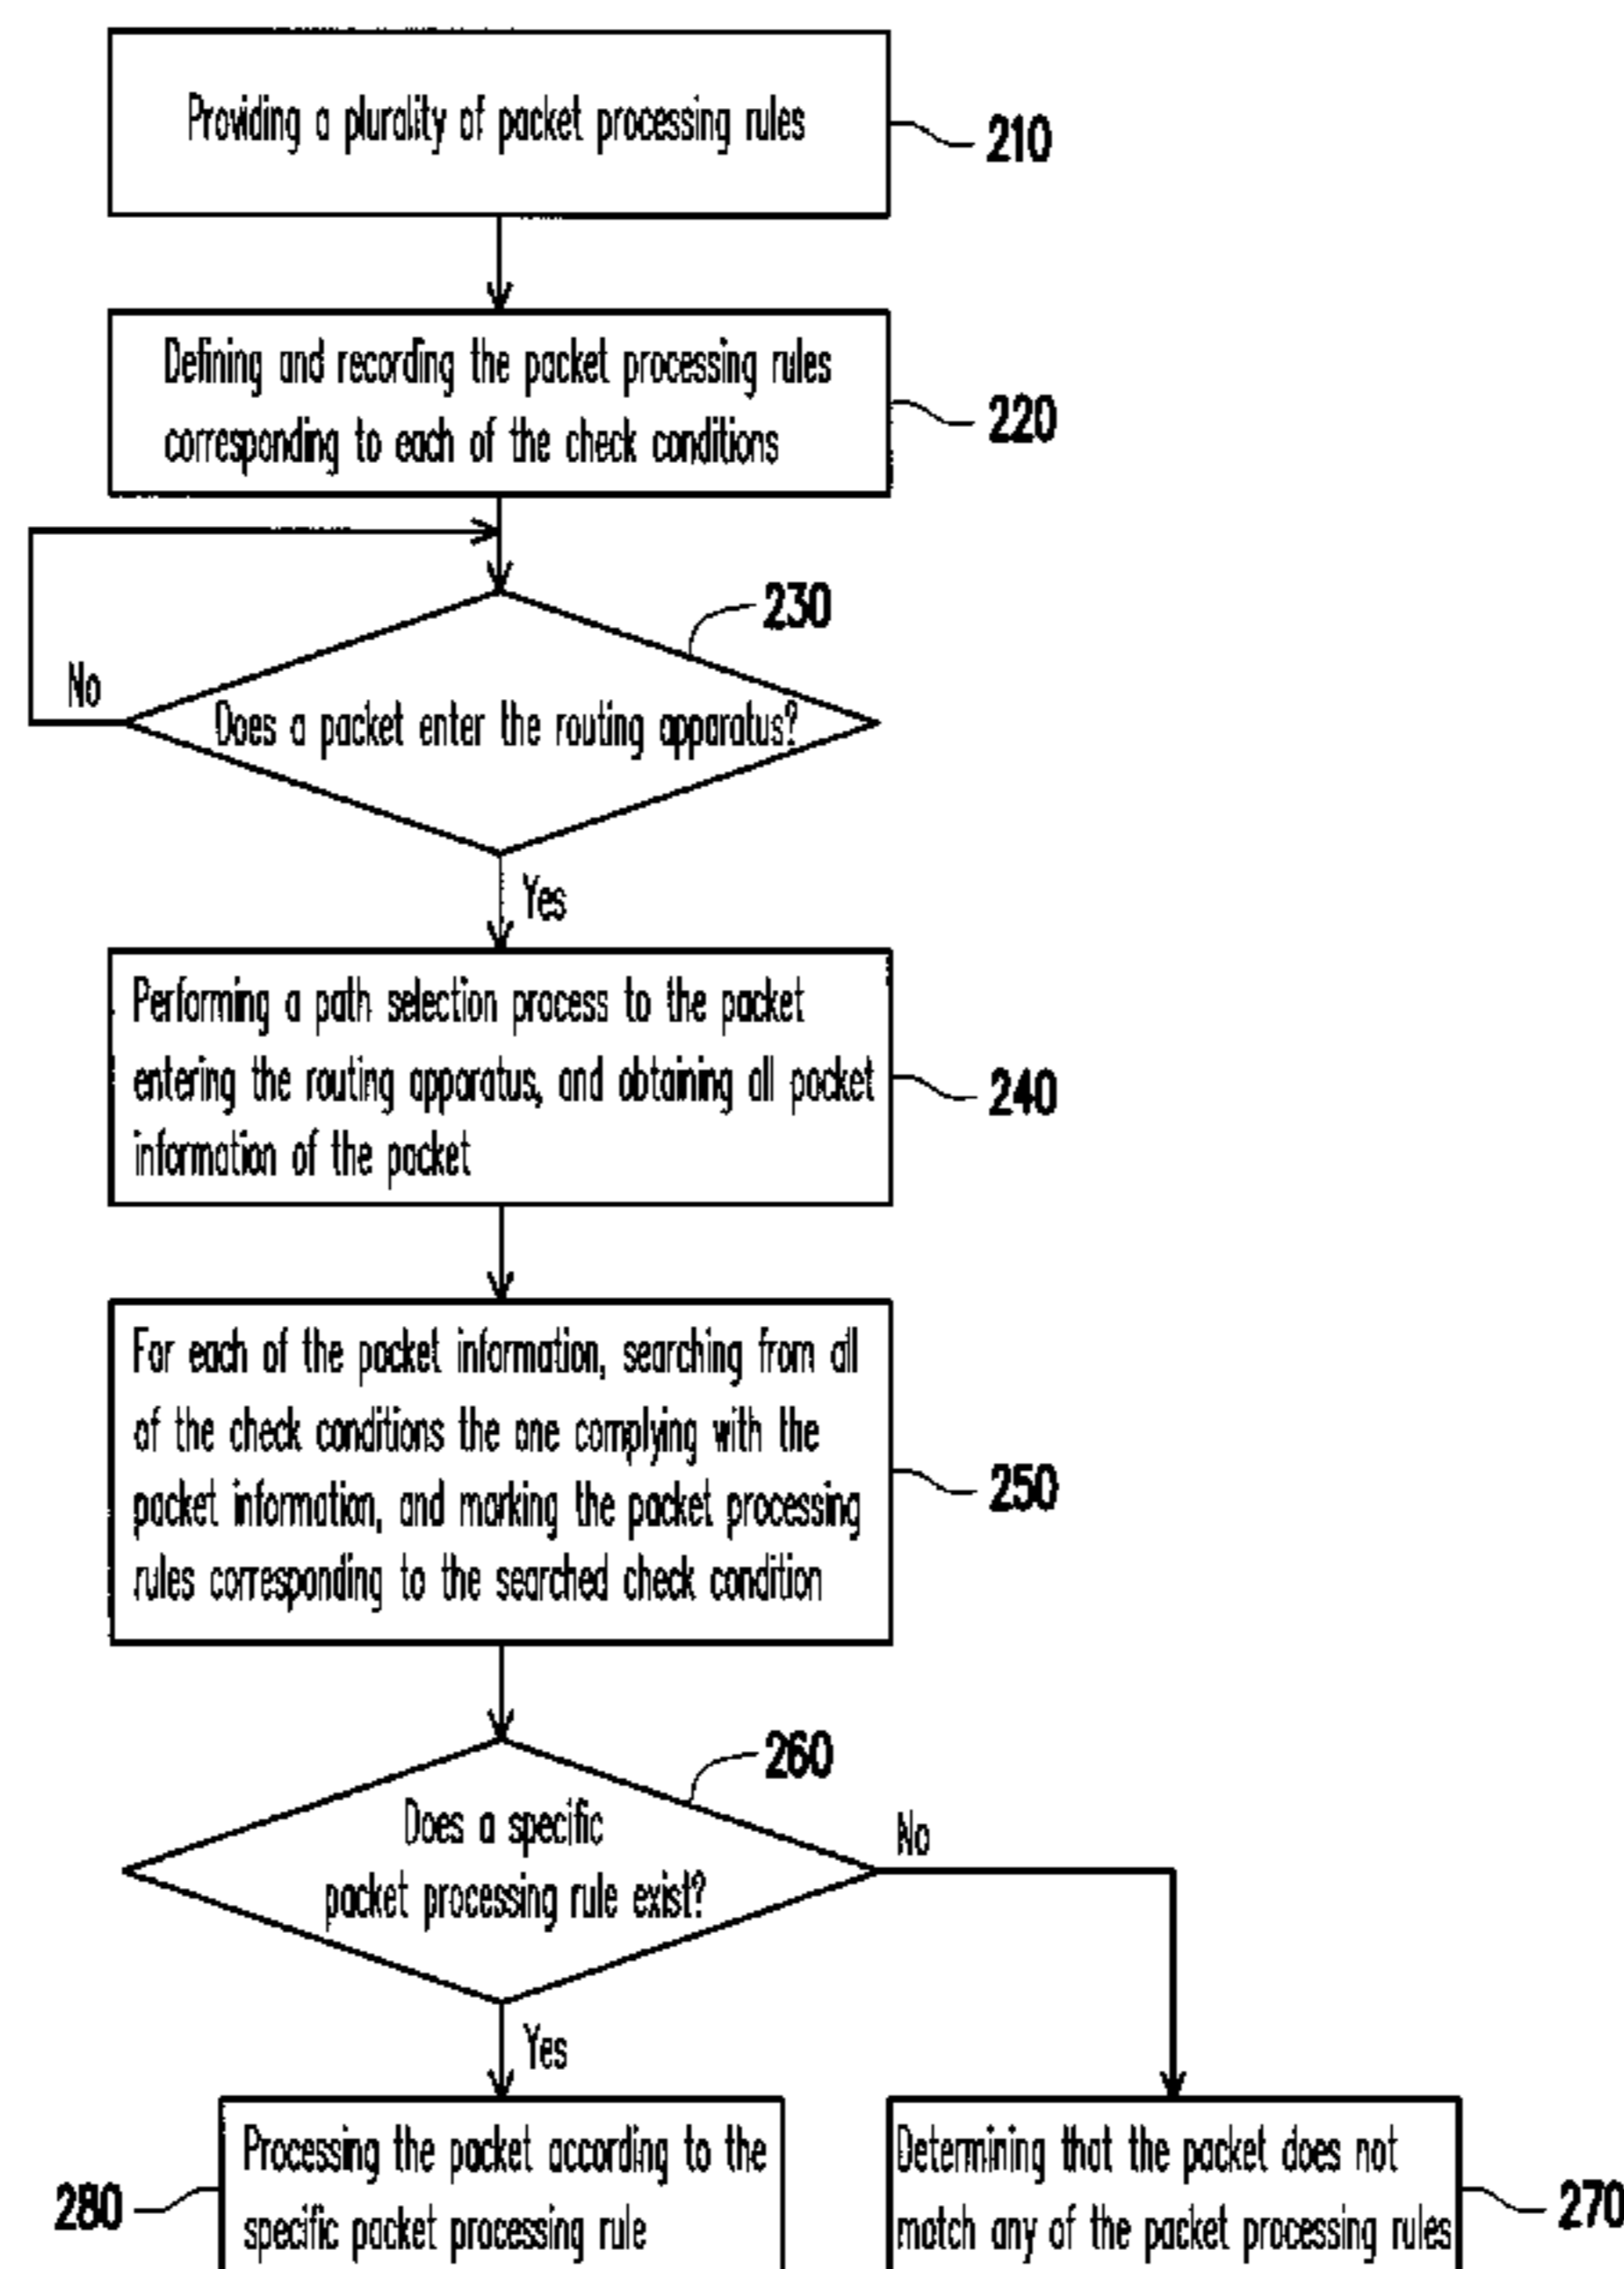 Providing a plurality of packet processing rules
210
Defining and recording the packet processing rules
corresponding to each of the check conditions
220
230
No
Does a packet enter the routing apparatus?
Yes
Performing a path selection process to the packet
entering the routing apparatus, and obtaining all packet
information of the packet
240
For each of the packet information, searching from all
of the check conditions the one complying with the
packet information, and marking the packet processing
rules corresponding to the searched check condition
250
260
Does a specific
packet processing rule exist?
No
Yes
Processing the packet according to the
specific packet processing rule
280
Determining that the packet does not
match any of the packet processing rules
270